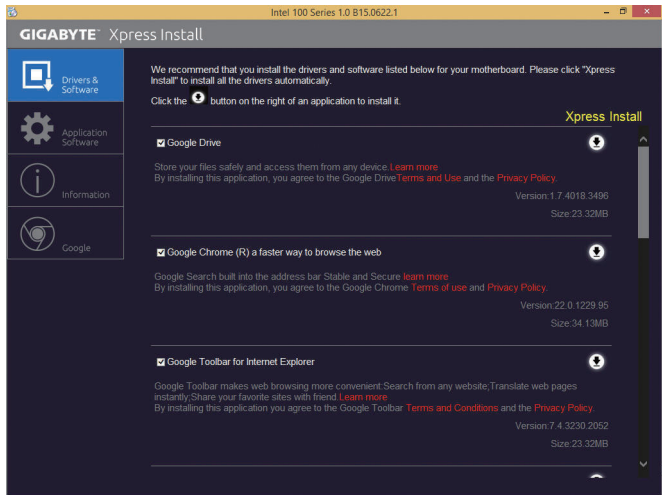 Intel 100 Series 1.0 B15.0622.1
GIGABYTE™ Xpress Install
Drivers &
Software
Application
Software
Information
Google
We recommend that you install the drivers and software listed below for your motherboard. Please click "Xpress
Install" to install all the drivers automatically.
Click the button on the right of an application to install it.
Xpress Install
Google Drive
Store your files safely and access them from any device.Learn more
By installing this application, you agree to the Google DriveTerms and Use and the Privacy Policy.
Version:1.7.4018.3496
Size:23.32MB
Google Chrome (R) a faster way to browse the web
Google Search built into the address bar Stable and Secure learn more
By installing this application, you agree to the Google Chrome Terms of use and Privacy Policy.
Version:22.0.1229.95
Size:34.13MB
Google Toolbar for Internet Explorer
Google Toolbar makes web browsing more convenient:Search from any website;Translate web pages
instantly;Share your favorite sites with friend.Learn more
By installing this application you agree to the Google Toolbar Terms and Conditions and the Privacy Policy.
Version:7.4.3230.2052
Size:23.32MB